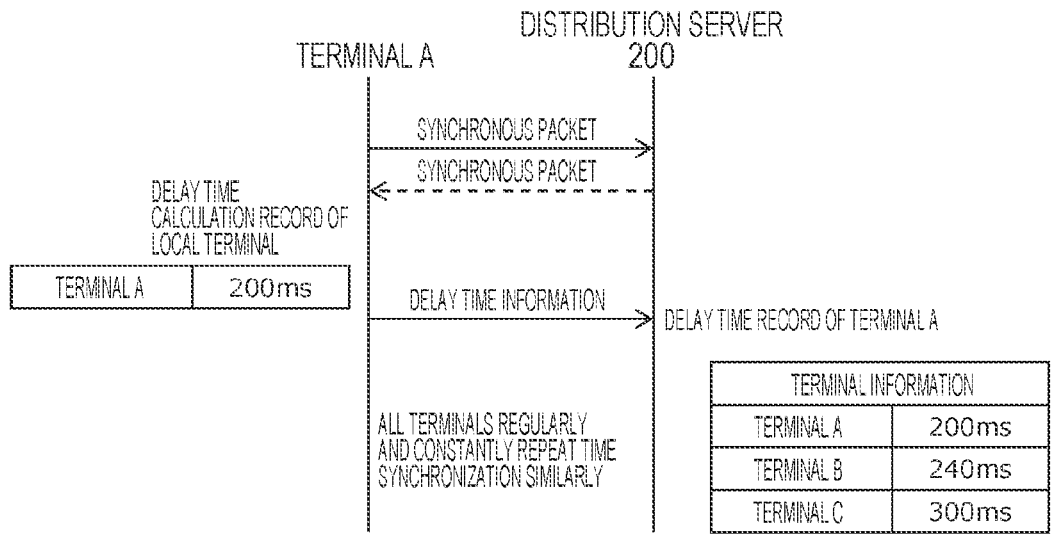 DISTRIBUTION SERVER
TERMINAL A
200
SYNCHRONOUS PACKET
SYNCHRONOUS PACKET
DELAY TIME
CALCULATION RECORD OF
LOCAL TERMINAL
TERMINAL A 200ms
DELAY TIME INFORMATION
DELAY TIME RECORD OF TERMINAL A
ALL TERMINALS REGULARLY
AND CONSTANTLY REPEAT TIME
SYNCHRONIZATION SIMILARLY
TERMINAL INFORMATION
TERMINAL A 200ms
TERMINAL B 240ms
TERMINAL C 300ms